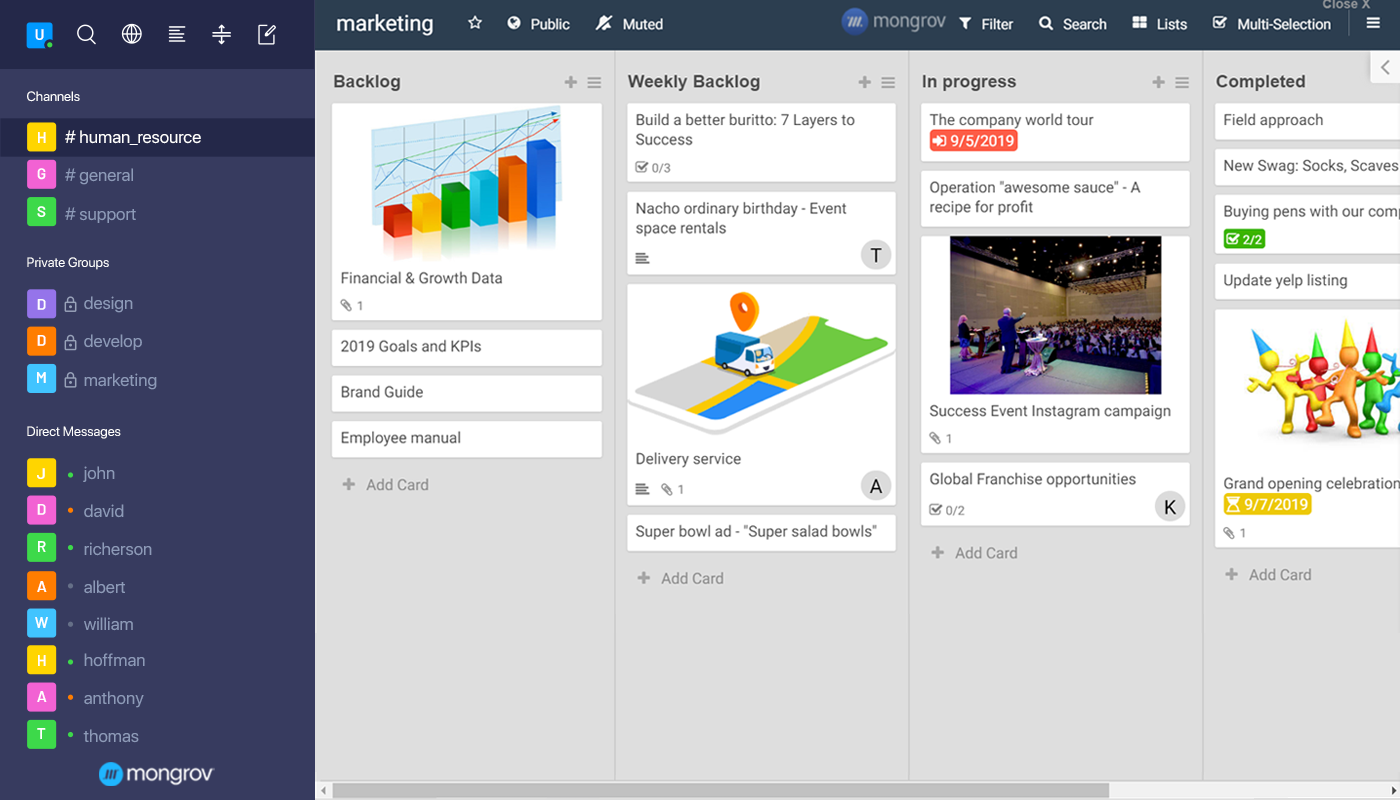 U
Channels
H # human_resource
G # general
S # support
Private Groups
D design
D develop
M marketing
Direct Messages
J john
D david
R richerson
A albert
W william
H hoffman
A anthony
T thomas
mongrov
marketing Public Muted mongrov Filter Search Lists Multi-Selection
Close X
Backlog
Financial & Growth Data
1
2019 Goals and KPIs
Brand Guide
Employee manual
Add Card
Weekly Backlog
Build a better buritto: 7 Layers to
Success
0/3
Nacho ordinary birthday - Event
space rentals
T
Delivery service
1 A
Super bowl ad - "Super salad bowls"
Add Card
In progress
The company world tour
9/5/2019
Operation "awesome sauce" - A
recipe for profit
Success Event Instagram campaign
1
Global Franchise opportunities
0/2 K
Add Card
Completed
Field approach
New Swag: Socks, Scaves
Buying pens with our com
2/2
Update yelp listing
Grand opening celebration
9/7/2019
1
Add Card